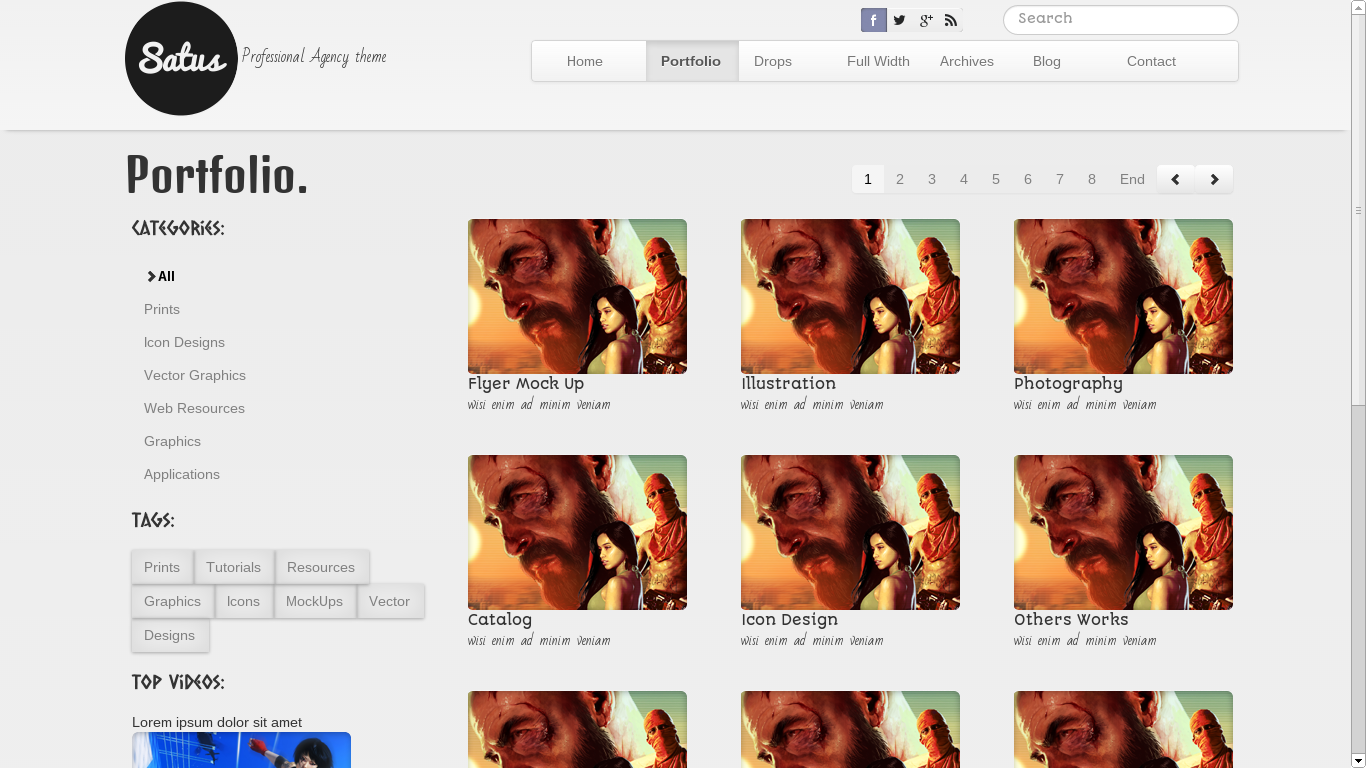 Satus
Professional Agency theme
f g+
Search
Home Portfolio Drops Full Width Archives Blog Contact
Portfolio.
1 2 3 4 5 6 7 8 End
CATEGORIES:
All
Prints
Icon Designs
Vector Graphics
Web Resources
Graphics
Applications
TAGS:
Prints Tutorials Resources
Graphics Icons MockUps Vector
Designs
TOP ViDEOS:
Lorem ipsum dolor sit amet
Flyer Mock Up Illustration Photography
wisi enim ad minim veniam wisi enim ad minim veniam wisi enim ad minim veniam
Catalog Icon Design Others Works
wisi enim ad minim veniam wisi enim ad minim veniam wisi enim ad minim veniam